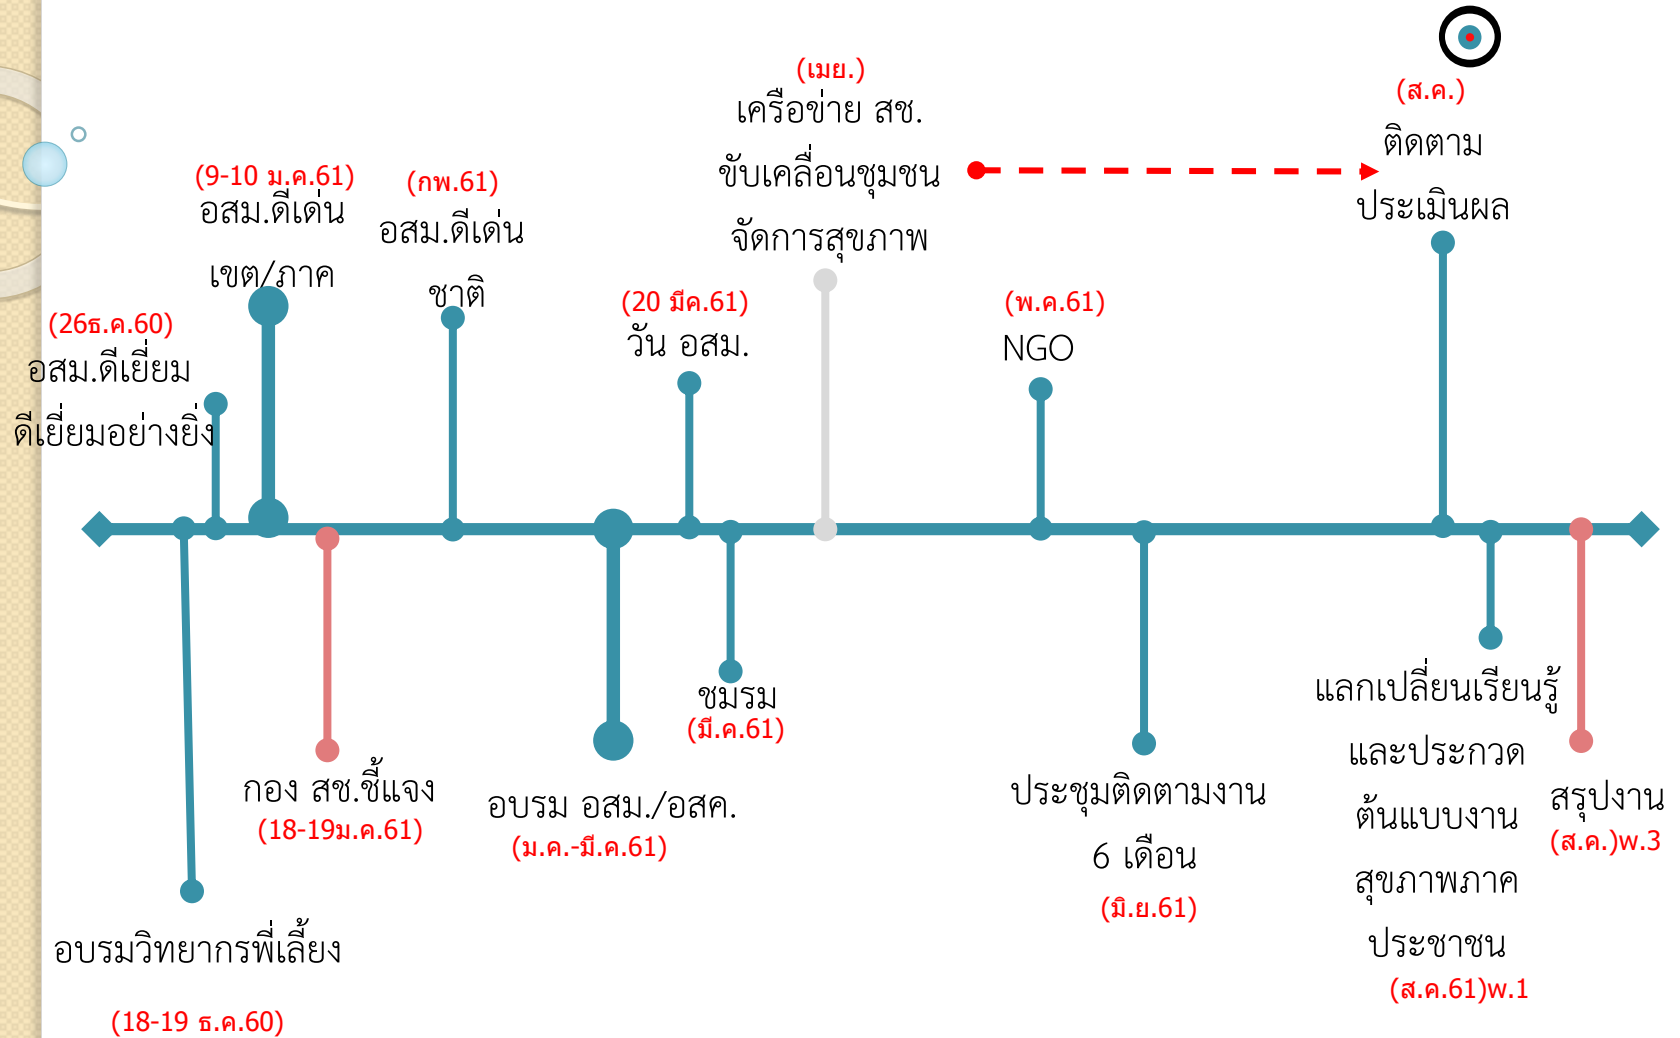 (26ธ.ค.60)
อสม.ดีเยี่ยม
ดีเยี่ยมอย่างยิ่ง
(9-10 ม.ค.61)
อสม.ดีเด่น
เขต/ภาค
(กพ.61)
อสม.ดีเด่น
ชาติ
(20 มีค.61)
วัน อสม.
(เมย.)
เครือข่าย สช.
ขับเคลื่อนชุมชน
จัดการสุขภาพ
(พ.ค.61)
NGO
(ส.ค.)
ติดตาม
ประเมินผล
อบรมวิทยากรพี่เลี้ยง
(18-19 ธ.ค.60)
กอง สช.ชี้แจง
(18-19ม.ค.61)
อบรม อสม./อสค.
(ม.ค.-มี.ค.61)
ชมรม
(มี.ค.61)
ประชุมติดตามงาน
6 เดือน
(มิ.ย.61)
แลกเปลี่ยนเรียนรู้
และประกวด
ต้นแบบงาน
สุขภาพภาค
ประชาชน
(ส.ค.61)พ.1
สรุปงาน
(ส.ค.)พ.3